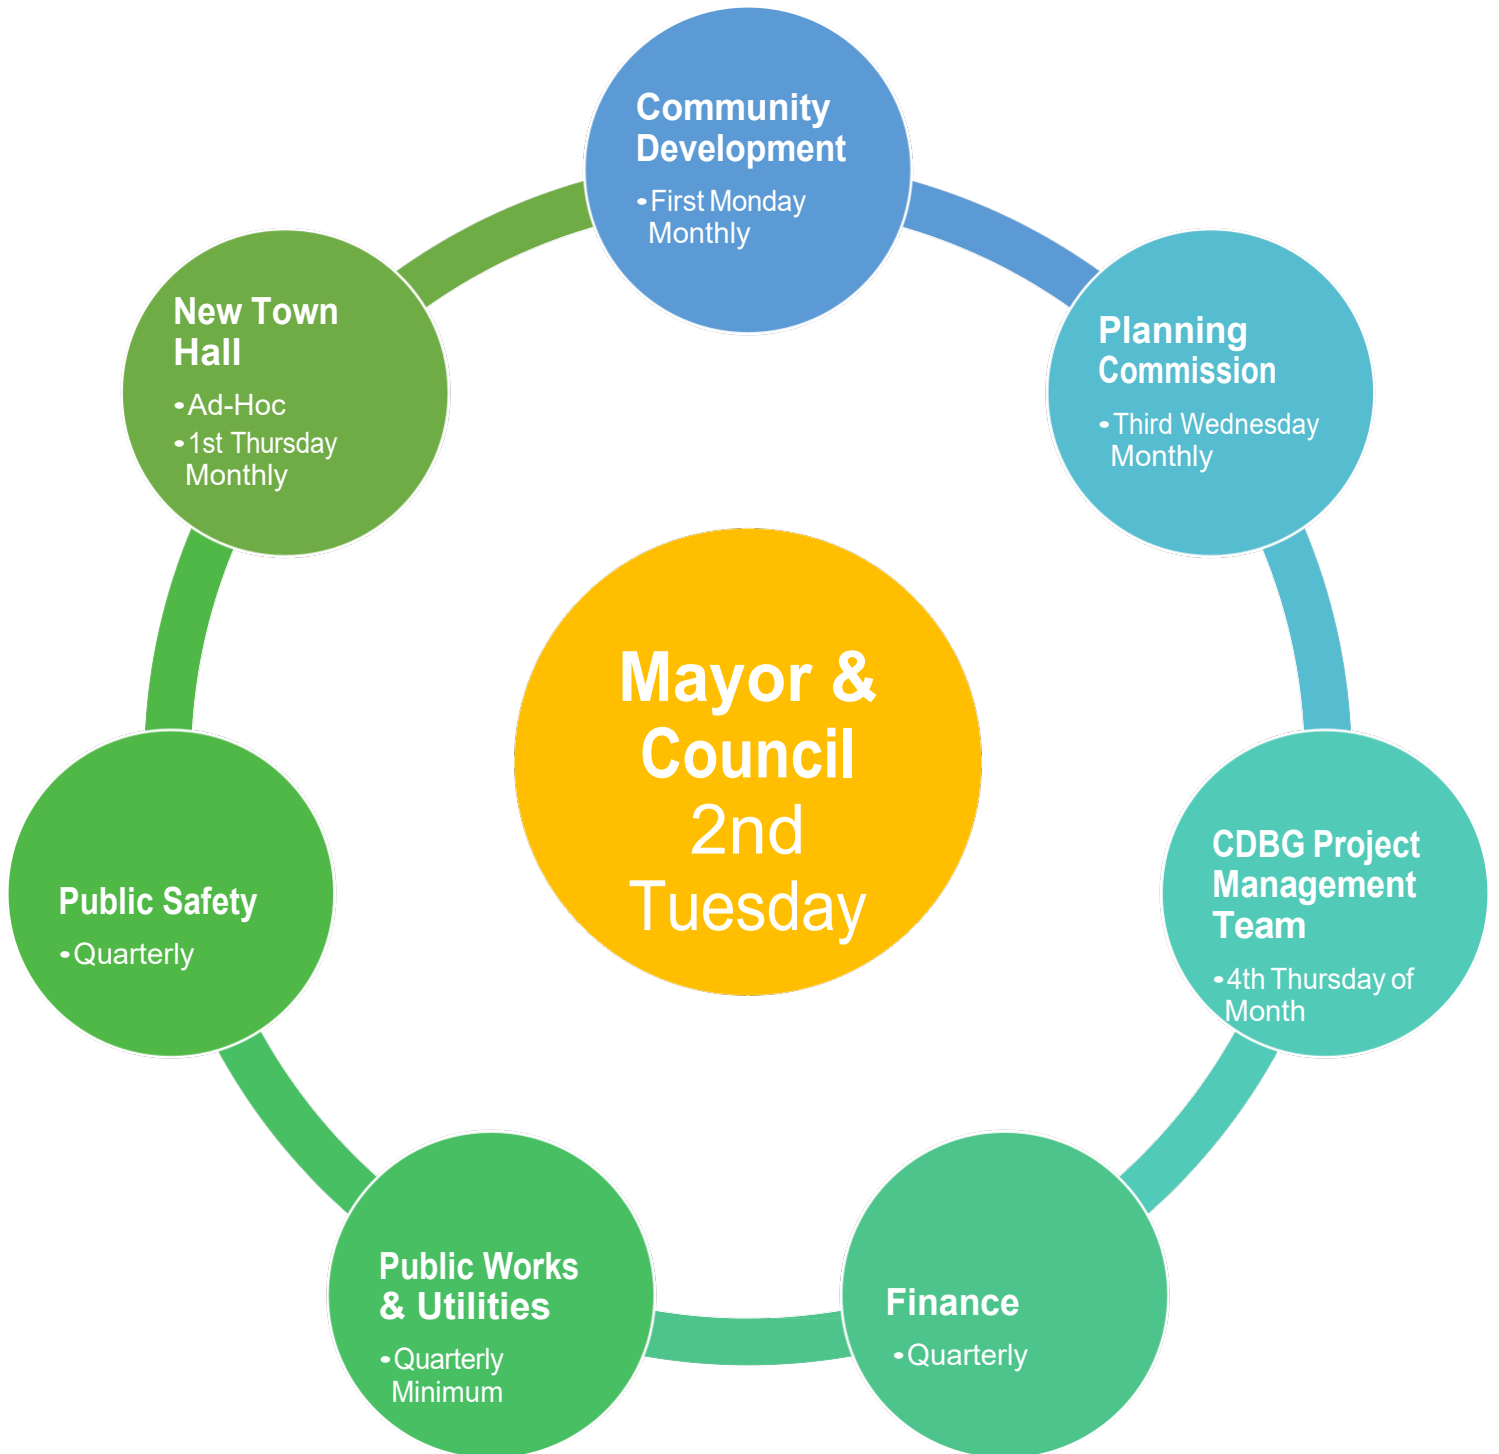 Community
Development
•First Monday
Monthly
Planning
Commission
•Third Wednesday
Monthly
CDBG Project
Management
Team
•4th Thursday of
Month
Finance
•Quarterly
Public Works
& Utilities
•Quarterly
Minimum
Public Safety
•Quarterly
New Town
Hall
•Ad-Hoc
•1st Thursday
Monthly
Mayor &
Council
2nd
Tuesday